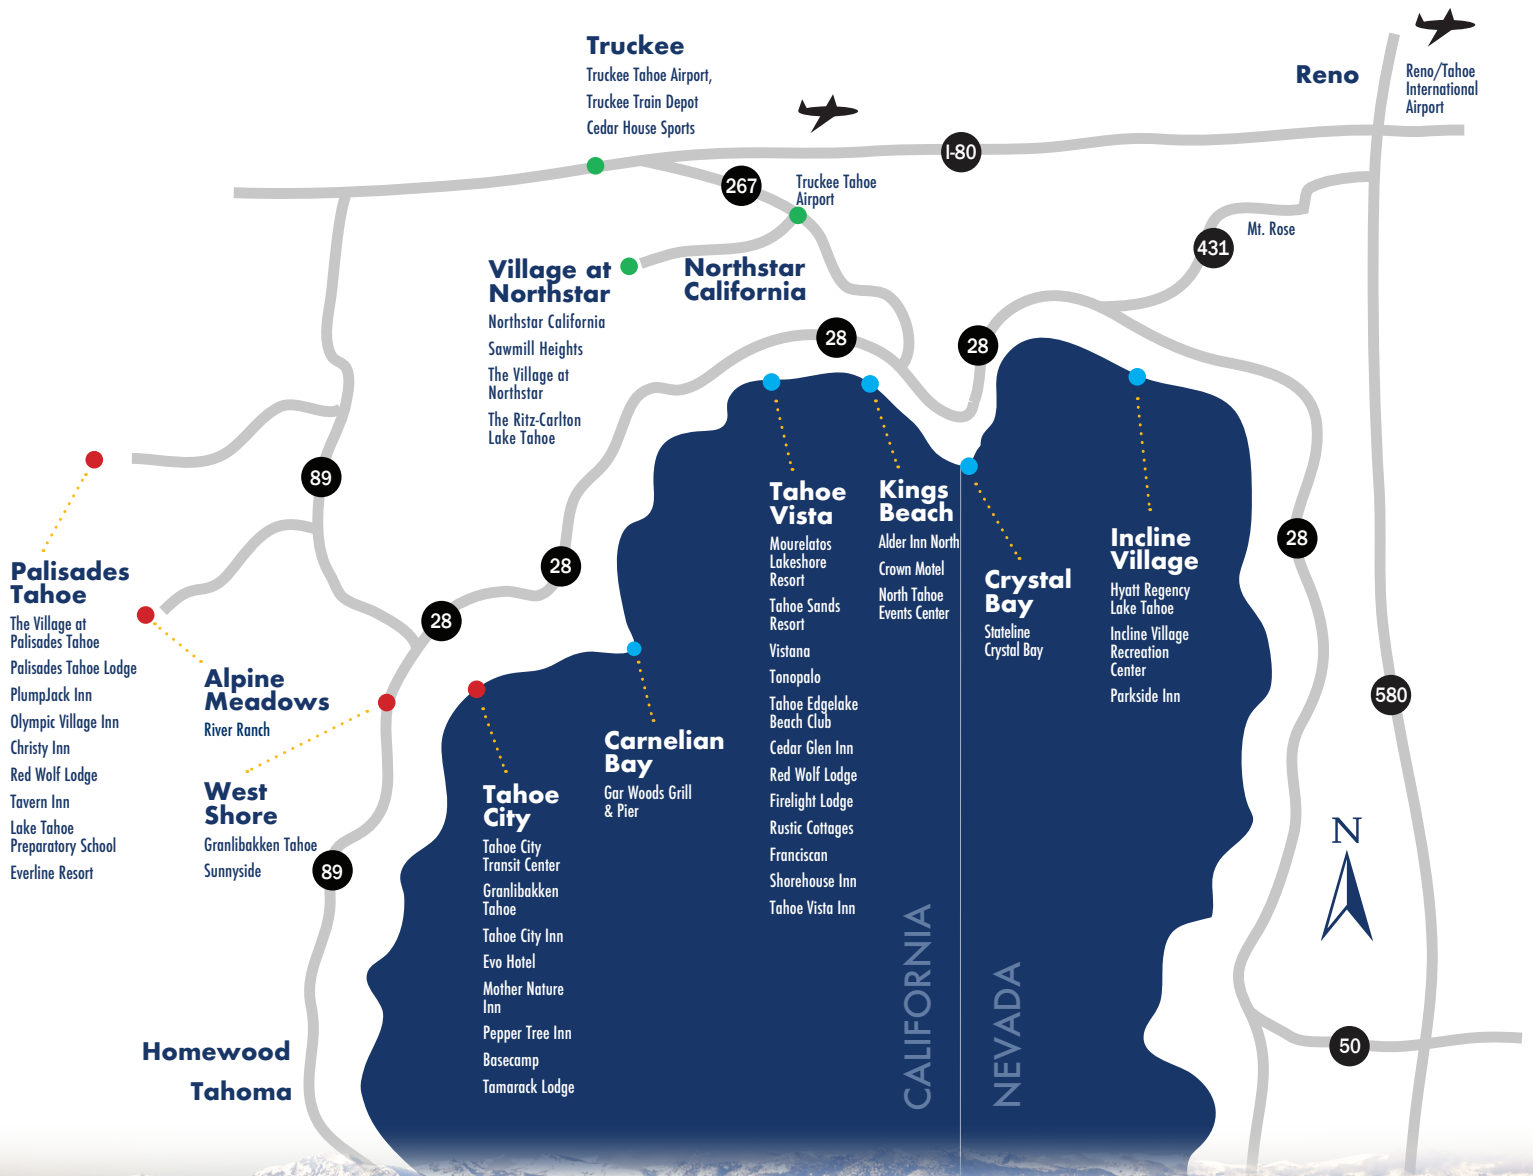 Truckee
Truckee Tahoe Airport,
Truckee Train Depot
Cedar House Sports
Reno
Reno/Tahoe
International
Airport
I-80
267
Truckee Tahoe
Airport
431
Mt. Rose
Village at
Northstar
Northstar California
Sawmill Heights
The Village at
Northstar
The Ritz-Carlton
Lake Tahoe
Northstar
California
28
28
89
28
28
28
580
89
50
N
Palisades
Tahoe
The Village at
Palisades Tahoe
Palisades Tahoe Lodge
PlumpJack Inn
Olympic Village Inn
Christy Inn
Red Wolf Lodge
Tavern Inn
Lake Tahoe
Preparatory School
Everline Resort
Alpine
Meadows
River Ranch
West
Shore
Granlibakken Tahoe
Sunnyside
Homewood
Tahoma
Tahoe
City
Tahoe City
Transit Center
Granlibakken
Tahoe
Tahoe City Inn
Evo Hotel
Mother Nature
Inn
Pepper Tree Inn
Basecamp
Tamarack Lodge
Carnelian
Bay
Gar Woods Grill
& Pier
Tahoe
Vista
Mourelatos
Lakeshore
Resort
Tahoe Sands
Resort
Vistana
Tonopalo
Tahoe Edgelake
Beach Club
Cedar Glen Inn
Red Wolf Lodge
Firelight Lodge
Rustic Cottages
Franciscan
Shorehouse Inn
Tahoe Vista Inn
Kings
Beach
Alder Inn North
Crown Motel
North Tahoe
Events Center
Crystal
Bay
Stateline
Crystal Bay
Incline
Village
Hyatt Regency
Lake Tahoe
Incline Village
Recreation
Center
Parkside Inn
CALIFORNIA
NEVADA